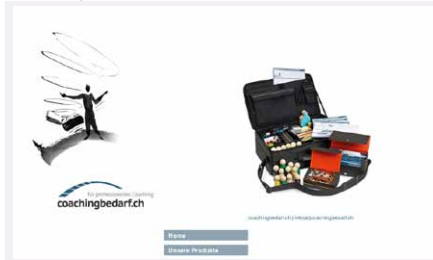 für professionelles Coaching
coachingbedarf.ch
Home
Unsere Produkte